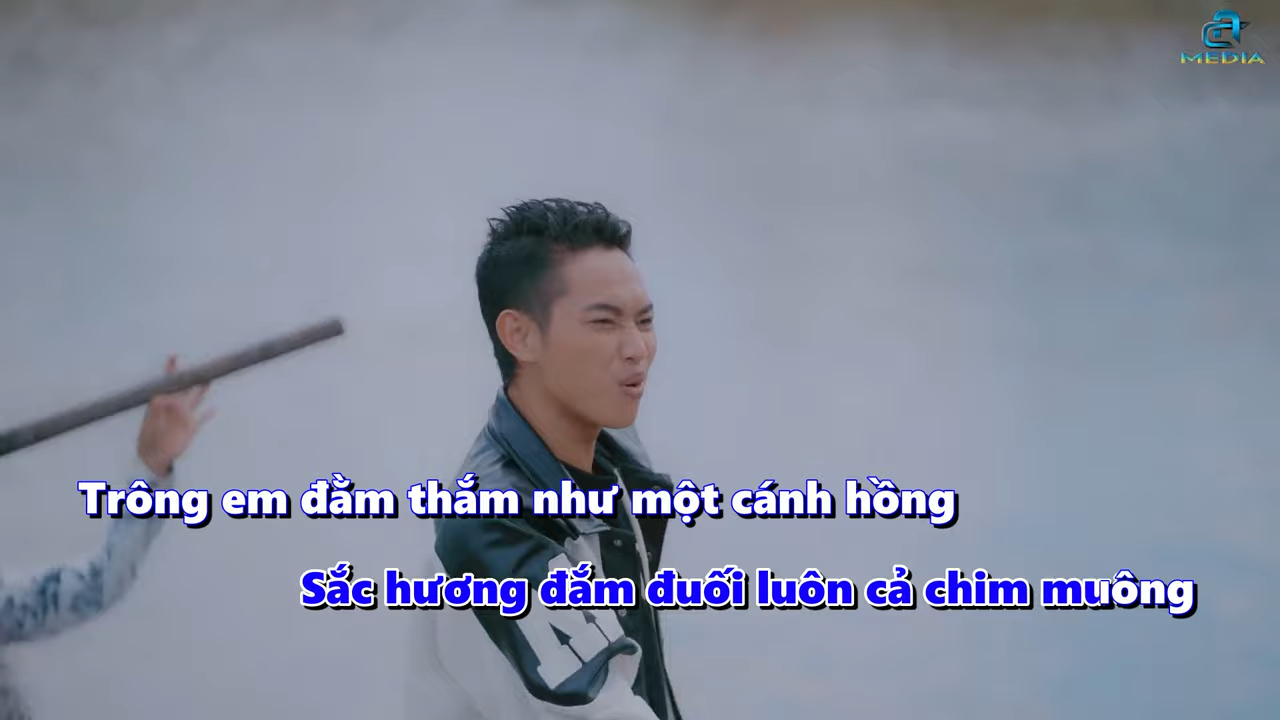 MEDIA
Trông em đằm thắm như một cánh hồng
Sắc hương đắm đuối luôn cả chim muông